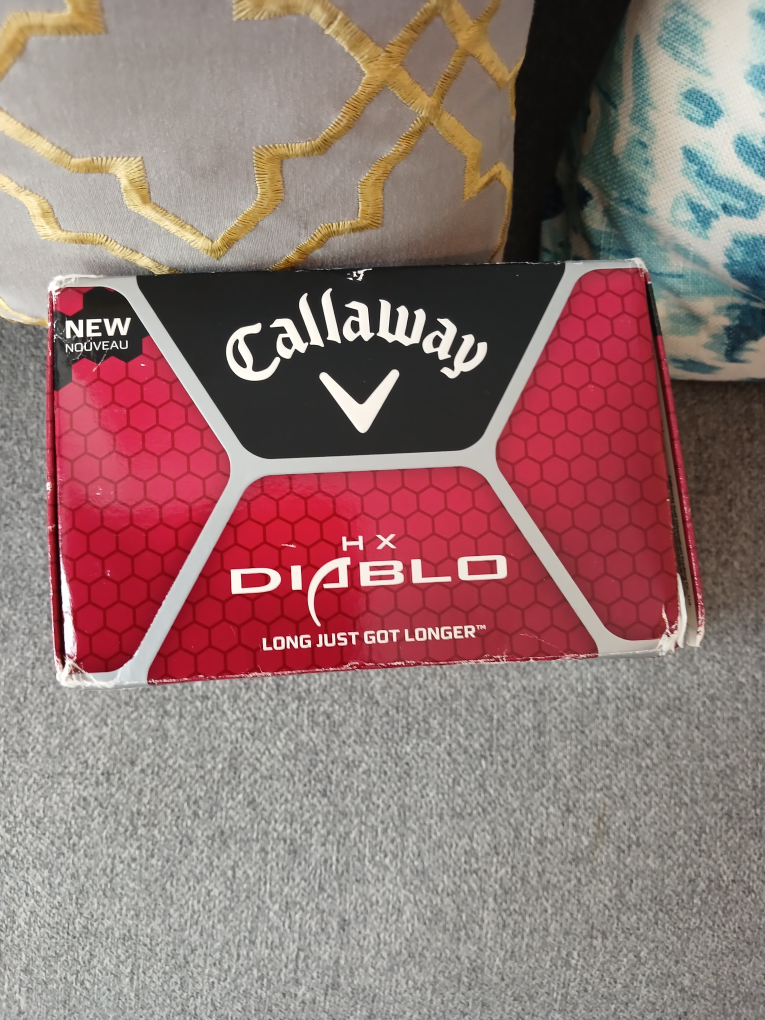 NEW
NOUVEAU
Callaway
HX
DIABLO
LONG JUST GOT LONGER™